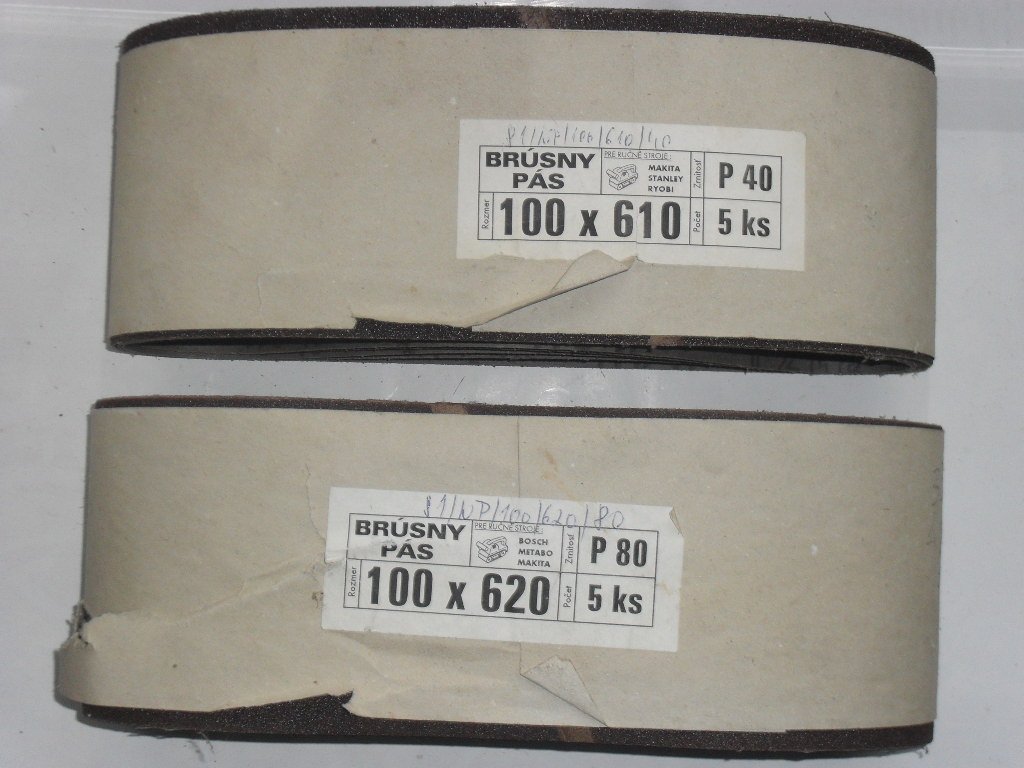 81/NP/100/610/40
BRÚSNY
PÁS
PRE RUČNÉ STROJE:
MAKITA
STANLEY
RYOBI
Zrnitosť
P 40
Rozmer
100 x 610
Počet
5 ks
81/NP/100/620/80
BRÚSNY
PÁS
PRE RUČNÉ STROJE:
BOSCH
METABO
MAKITA
Zrnitosť
P 80
Rozmer
100 x 620
Počet
5 ks